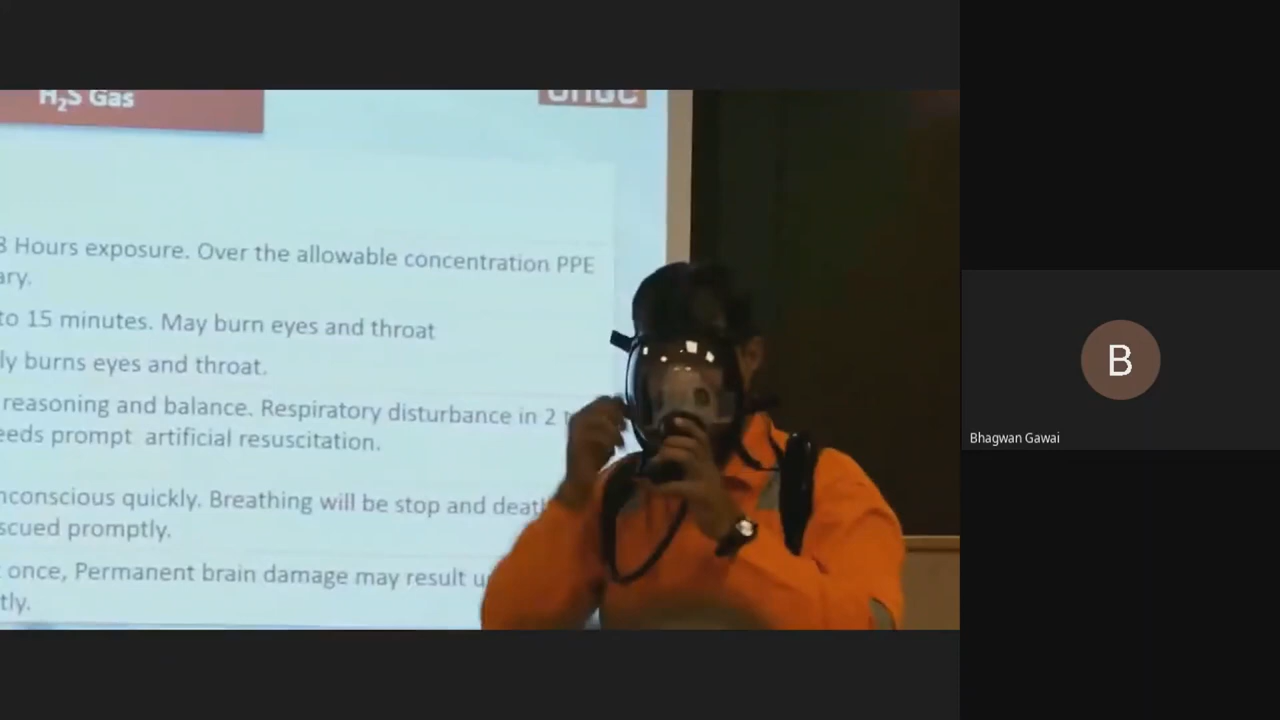 H₂S Gas
8 Hours exposure. Over the allowable concentration PPE
ary.
to 15 minutes. May burn eyes and throat
ly burns eyes and throat.
reasoning and balance. Respiratory disturbance in 2
eeds prompt artificial resuscitation.
nconscious quickly. Breathing will be stop and death
scued promptly.
once, Permanent brain damage may result u
tly.
B
Bhagwan Gawai